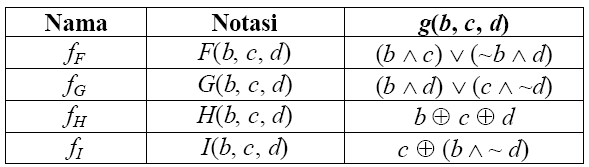 Nama Notasi g(b, c, d)
f_F F(b, c, d) (b ∧ c) ∨ (~b ∧ d)
f_G G(b, c, d) (b ∧ d) ∨ (c ∧ ~d)
f_H H(b, c, d) b ⊕ c ⊕ d
f_I I(b, c, d) c ⊕ (b ∧ ~ d)